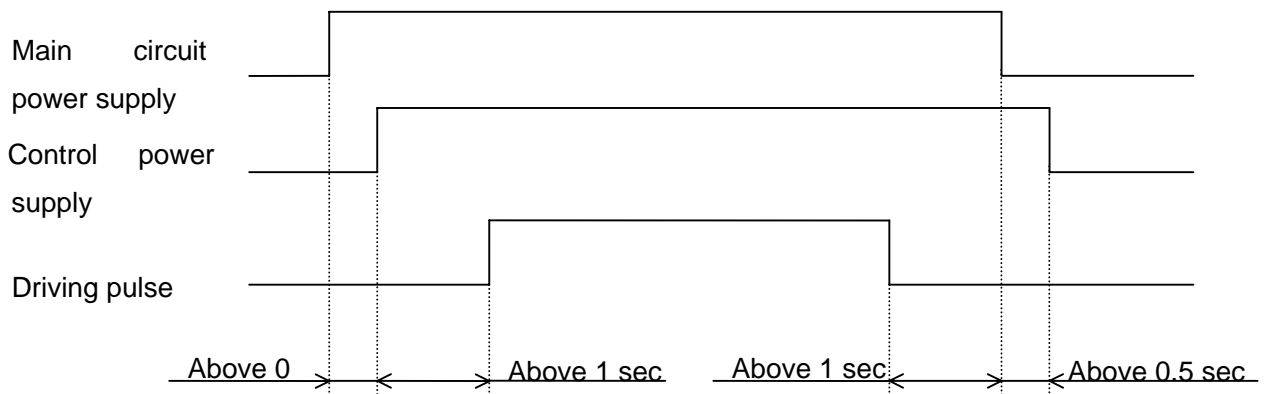 Main circuit
power supply
Control power
supply
Driving pulse
Above 0
Above 1 sec
Above 1 sec
Above 0.5 sec